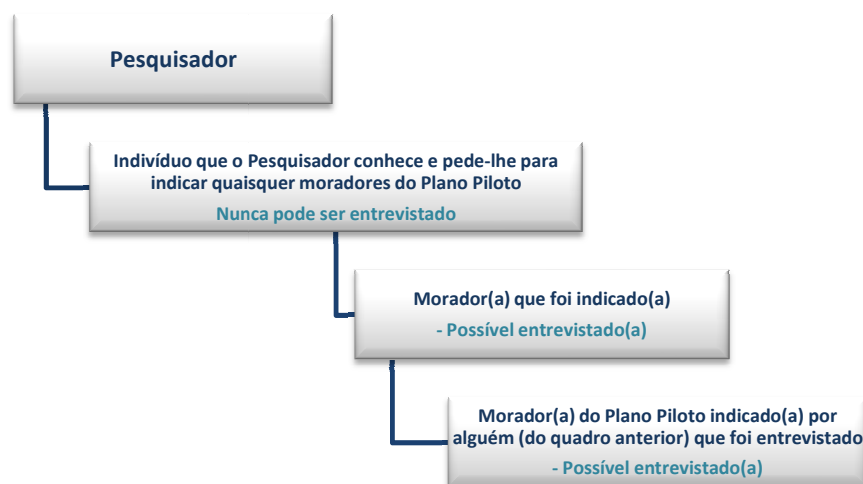 Pesquisador
Indivíduo que o Pesquisador conhece e pede-lhe para
indicar quaisquer moradores do Plano Piloto
Nunca pode ser entrevistado
Morador(a) que foi indicado(a)
- Possível entrevistado(a)
Morador(a) do Plano Piloto indicado(a) por
alguém (do quadro anterior) que foi entrevistado
- Possível entrevistado(a)